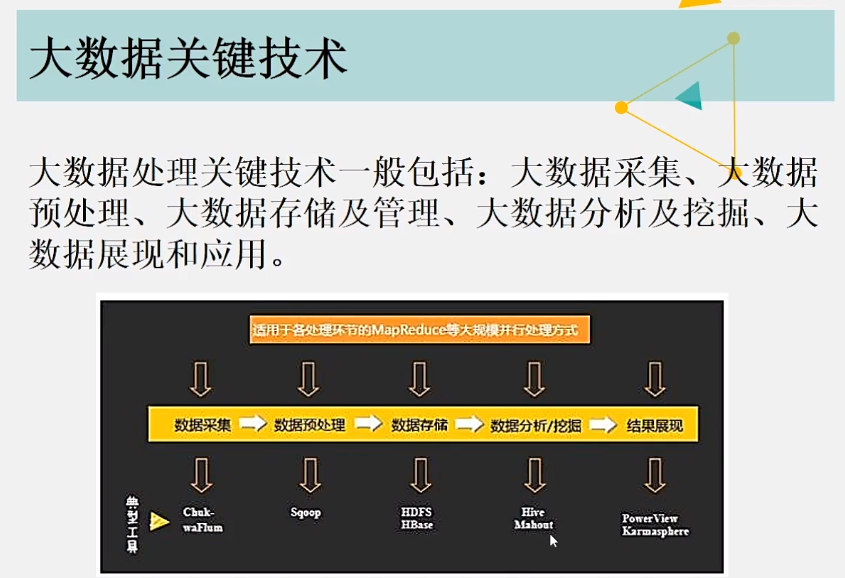 大数据关键技术
大数据处理关键技术一般包括：大数据采集、大数据
预处理、大数据存储及管理、大数据分析及挖掘、大
数据展现和应用。
适用于各处理环节的MapReduce等大规模并行处理方式
数据采集 数据预处理 数据存储 数据分析/挖掘 结果展现
典型工具
Chuk-
waFlum
Sqoop
HDFS
HBase
Hive
Mahout
PowerView
Karmasphere